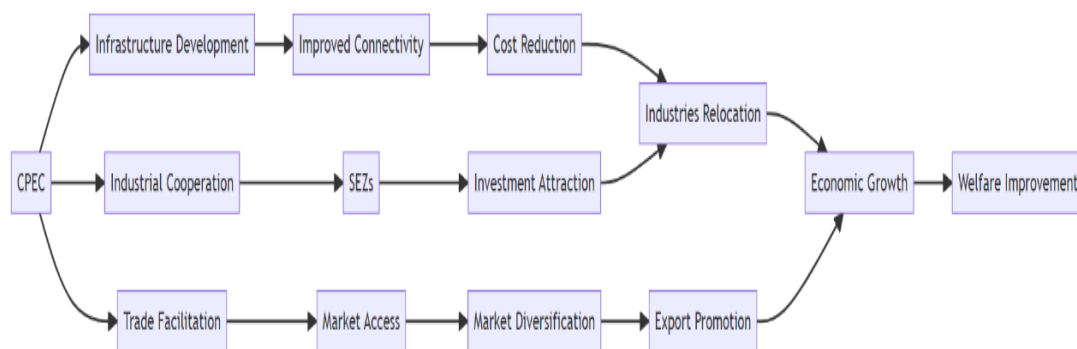 Infrastructure Development
Improved Connectivity
Cost Reduction
Industries Relocation
CPEC
Industrial Cooperation
SEZs
Investment Attraction
Economic Growth
Welfare Improvement
Trade Facilitation
Market Access
Market Diversification
Export Promotion